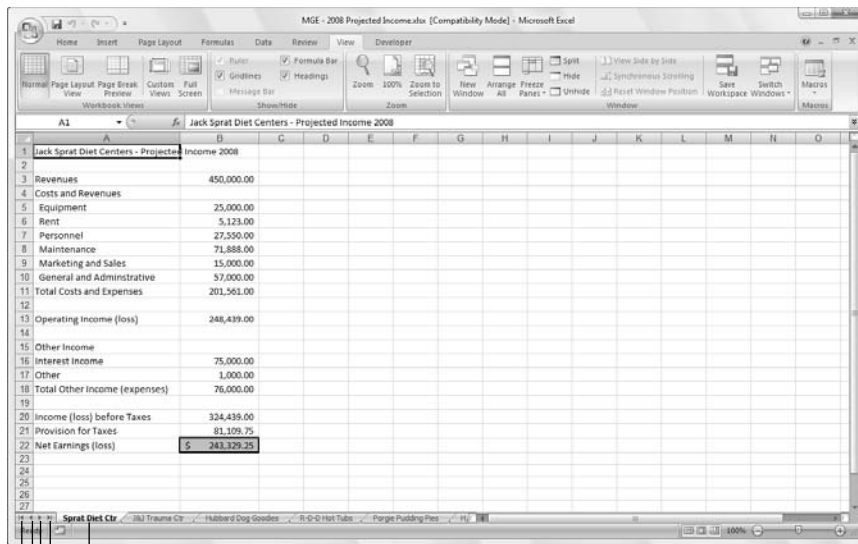 MGE - 2008 Projected Income.xlsx [Compatibility Mode] - Microsoft Excel
Home Insert Page Layout Formulas Data Review View Developer
Normal Page Layout View Page Break Preview Custom Views Full Screen
Workbook Views
Ruler Formula Bar
Gridlines Headings
Message Bar
Show/Hide
Zoom 100% Zoom to Selection
Zoom
New Window Arrange All Freeze Panes
Split
Hide
Unhide
View Side by Side
Synchronous Scrolling
Reset Window Position
Window
Save Workspace Switch Windows
Macros
Macros
A1 fx Jack Sprat Diet Centers - Projected Income 2008
A B C D E F G H I J K L M N O
1 Jack Sprat Diet Centers - Projected Income 2008
2
3 Revenues 450,000.00
4 Costs and Revenues
5 Equipment 25,000.00
6 Rent 5,123.00
7 Personnel 27,550.00
8 Maintenance 71,888.00
9 Marketing and Sales 15,000.00
10 General and Adminstrative 57,000.00
11 Total Costs and Expenses 201,561.00
12
13 Operating Income (loss) 248,439.00
14
15 Other Income
16 Interest Income 75,000.00
17 Other 1,000.00
18 Total Other Income (expenses) 76,000.00
19
20 Income (loss) before Taxes 324,439.00
21 Provision for Taxes 81,109.75
22 Net Earnings (loss) $ 243,329.25
23
24
25
26
27
Sprat Diet Ctr J&J Trauma Ctr Hubbard Dog Goodies R-D-D Hot Tubs Porgie Pudding Pies
100%